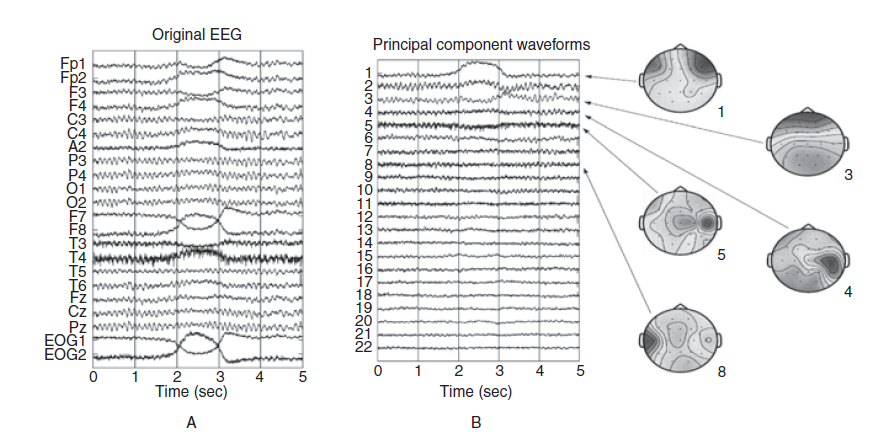 Original EEG
Fp1
Fp2
F3
F4
C3
C4
A2
P3
P4
O1
O2
F7
F8
T3
T4
T5
T6
Fz
Cz
Pz
EOG1
EOG2
0 1 2 3 4 5
Time (sec)
A
Principal component waveforms
1
2
3
4
5
6
7
8
9
10
11
12
13
14
15
16
17
18
19
20
21
22
0 1 2 3 4 5
Time (sec)
B
1
3
5
4
8